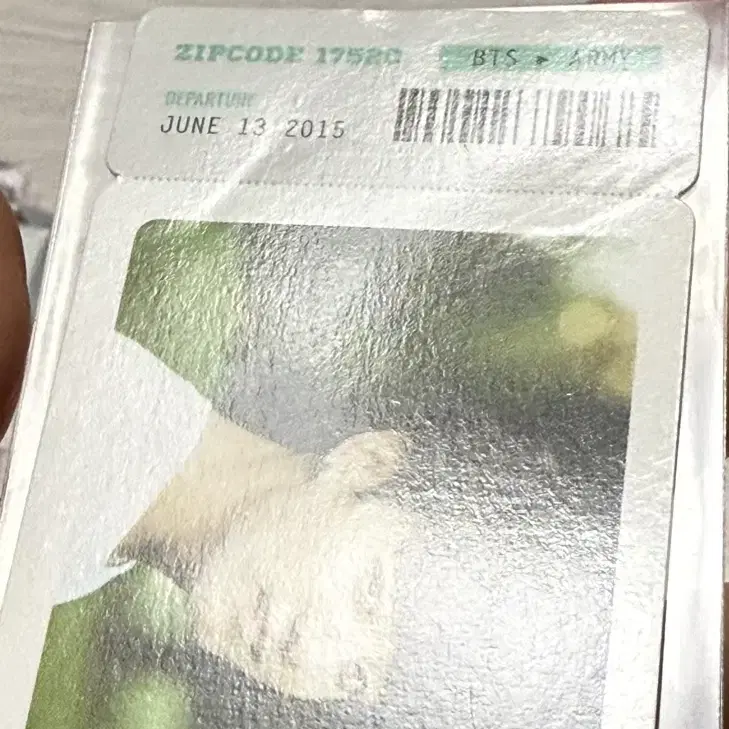 ZIPCODE 17520
BTS ▶ ARMY
DEPARTURE
JUNE 13 2015